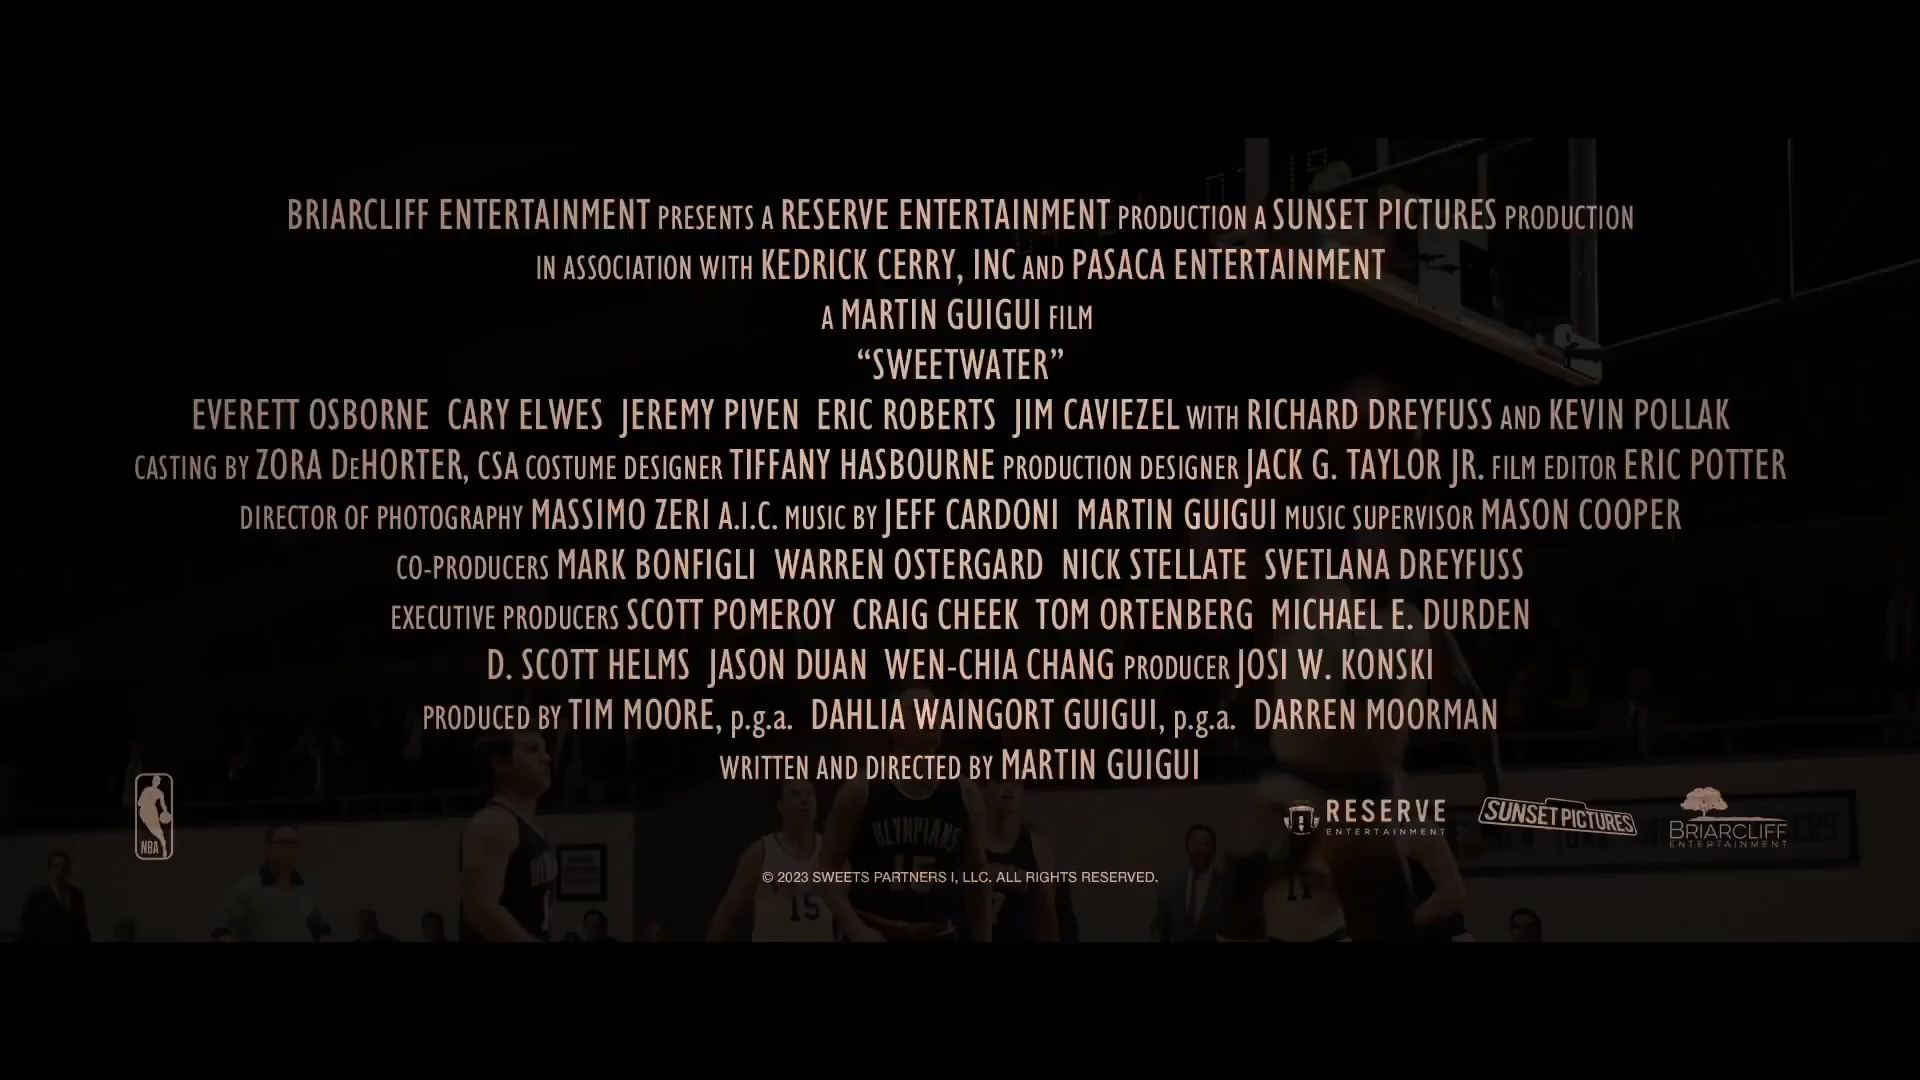 BRIARCLIFF ENTERTAINMENT PRESENTS A RESERVE ENTERTAINMENT PRODUCTION A SUNSET PICTURES PRODUCTION
IN ASSOCIATION WITH KEDRICK CERRY, INC AND PASACA ENTERTAINMENT
A MARTIN GUIGUI FILM
“SWEETWATER”
EVERETT OSBORNE CARY ELWES JEREMY PIVEN ERIC ROBERTS JIM CAVIEZEL WITH RICHARD DREYFUSS AND KEVIN POLLAK
CASTING BY ZORA DeHORTER, CSA COSTUME DESIGNER TIFFANY HASBOURNE PRODUCTION DESIGNER JACK G. TAYLOR JR. FILM EDITOR ERIC POTTER
DIRECTOR OF PHOTOGRAPHY MASSIMO ZERI A.I.C. MUSIC BY JEFF CARDONI MARTIN GUIGUI MUSIC SUPERVISOR MASON COOPER
CO-PRODUCERS MARK BONFIGLI WARREN OSTERGARD NICK STELLATE SVETLANA DREYFUSS
EXECUTIVE PRODUCERS SCOTT POMEROY CRAIG CHEEK TOM ORTENBERG MICHAEL E. DURDEN
D. SCOTT HELMS JASON DUAN WEN-CHIA CHANG PRODUCER JOSI W. KONSKI
PRODUCED BY TIM MOORE, p.g.a. DAHLIA WAINGORT GUIGUI, p.g.a. DARREN MOORMAN
WRITTEN AND DIRECTED BY MARTIN GUIGUI
NBA
RESERVE
ENTERTAINMENT
SUNSET PICTURES
BRIARCLIFF
ENTERTAINMENT
OLYMPIANS
15
15
11
© 2023 SWEETS PARTNERS I, LLC. ALL RIGHTS RESERVED.